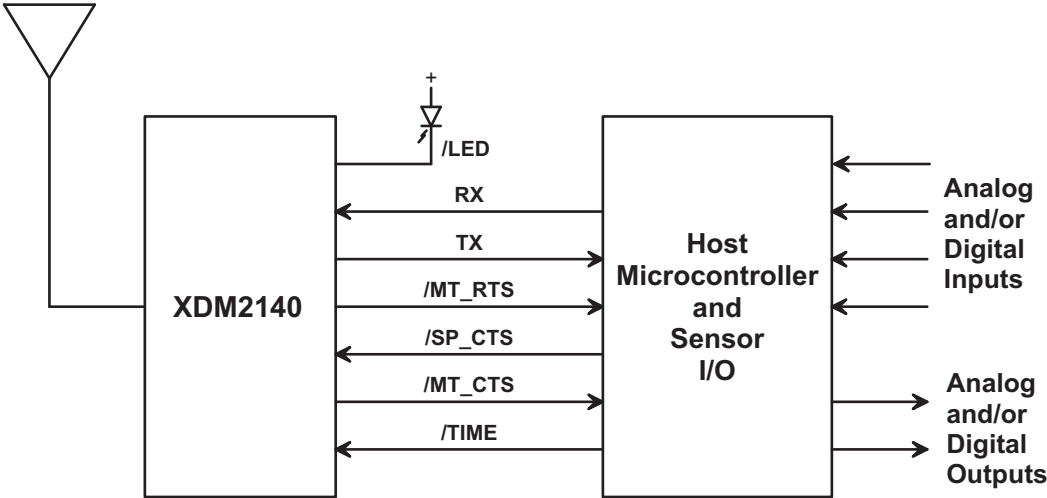 +
/LED
RX
TX
/MT_RTS
/SP_CTS
/MT_CTS
/TIME
XDM2140
Host
Microcontroller
and
Sensor
I/O
Analog
and/or
Digital
Inputs
Analog
and/or
Digital
Outputs